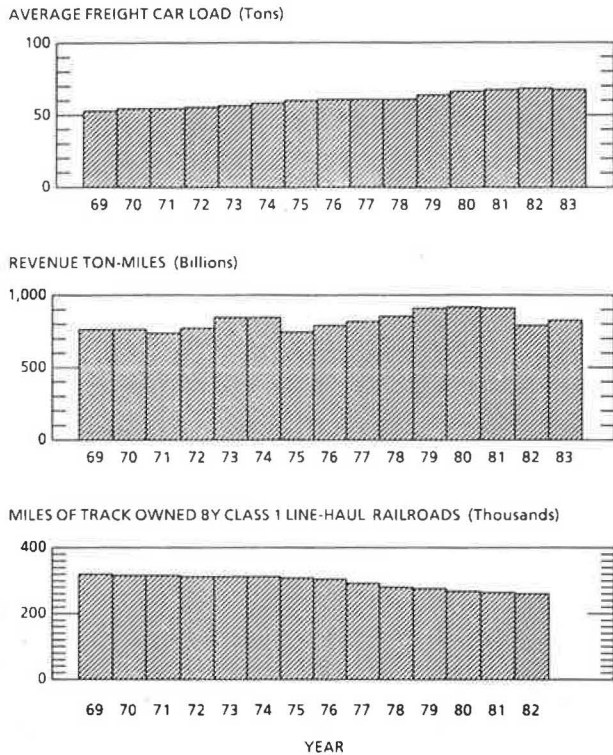 AVERAGE FREIGHT CAR LOAD (Tons)
100
50
0
69 70 71 72 73 74 75 76 77 78 79 80 81 82 83
REVENUE TON-MILES (Billions)
1,000
500
0
69 70 71 72 73 74 75 76 77 78 79 80 81 82 83
MILES OF TRACK OWNED BY CLASS 1 LINE-HAUL RAILROADS (Thousands)
400
200
0
69 70 71 72 73 74 75 76 77 78 79 80 81 82
YEAR